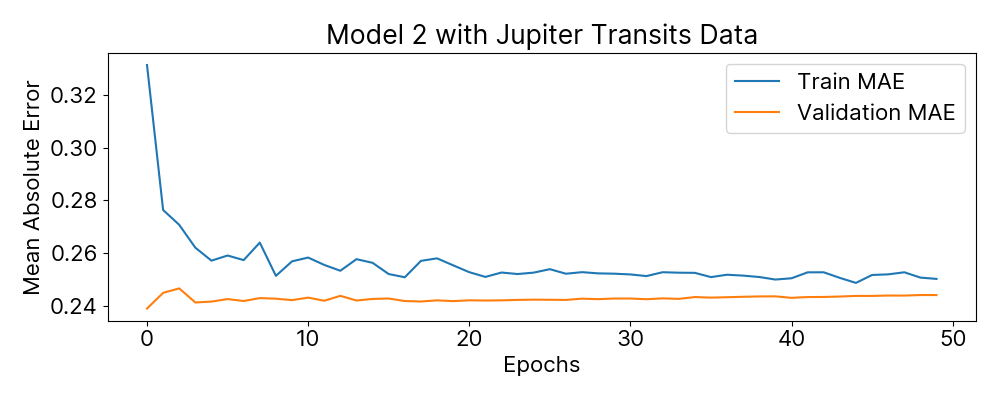 Model 2 with Jupiter Transits Data
Mean Absolute Error
0.32
0.30
0.28
0.26
0.24
Train MAE
Validation MAE
0 10 20 30 40 50
Epochs